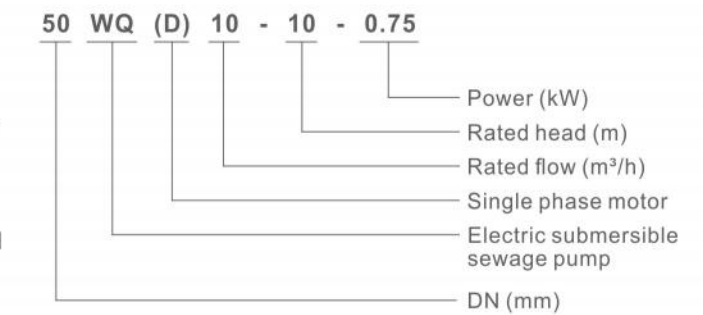 50 WQ (D) 10 - 10 - 0.75
Power (kW)
Rated head (m)
Rated flow (m³/h)
Single phase motor
Electric submersible
sewage pump
DN (mm)